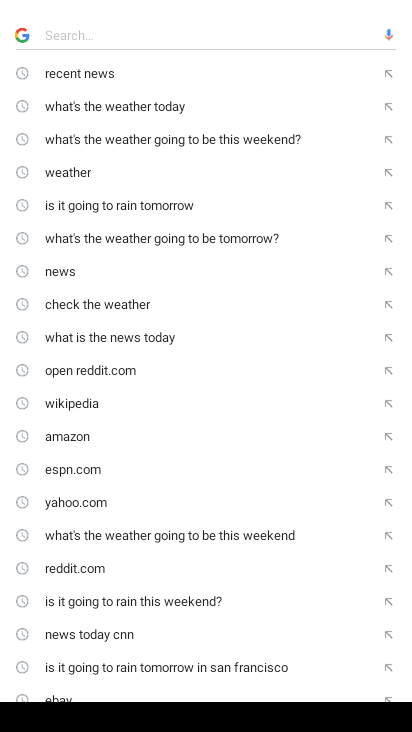 Search...
recent news
what's the weather today
what's the weather going to be this weekend?
weather
is it going to rain tomorrow
what's the weather going to be tomorrow?
news
check the weather
what is the news today
open reddit.com
wikipedia
amazon
espn.com
yahoo.com
what's the weather going to be this weekend
reddit.com
is it going to rain this weekend?
news today cnn
is it going to rain tomorrow in san francisco
ebay